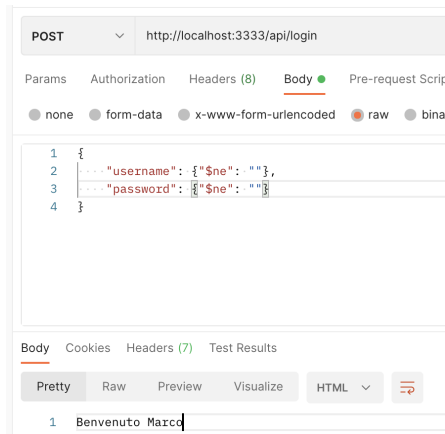 POST http://localhost:3333/api/login
Params Authorization Headers (8) Body Pre-request Scrip
none form-data x-www-form-urlencoded raw bina
1 {
2 "username": {"$ne": ""},
3 "password": {"$ne": ""}
4 }
Body Cookies Headers (7) Test Results
Pretty Raw Preview Visualize HTML
1 Benvenuto Marco